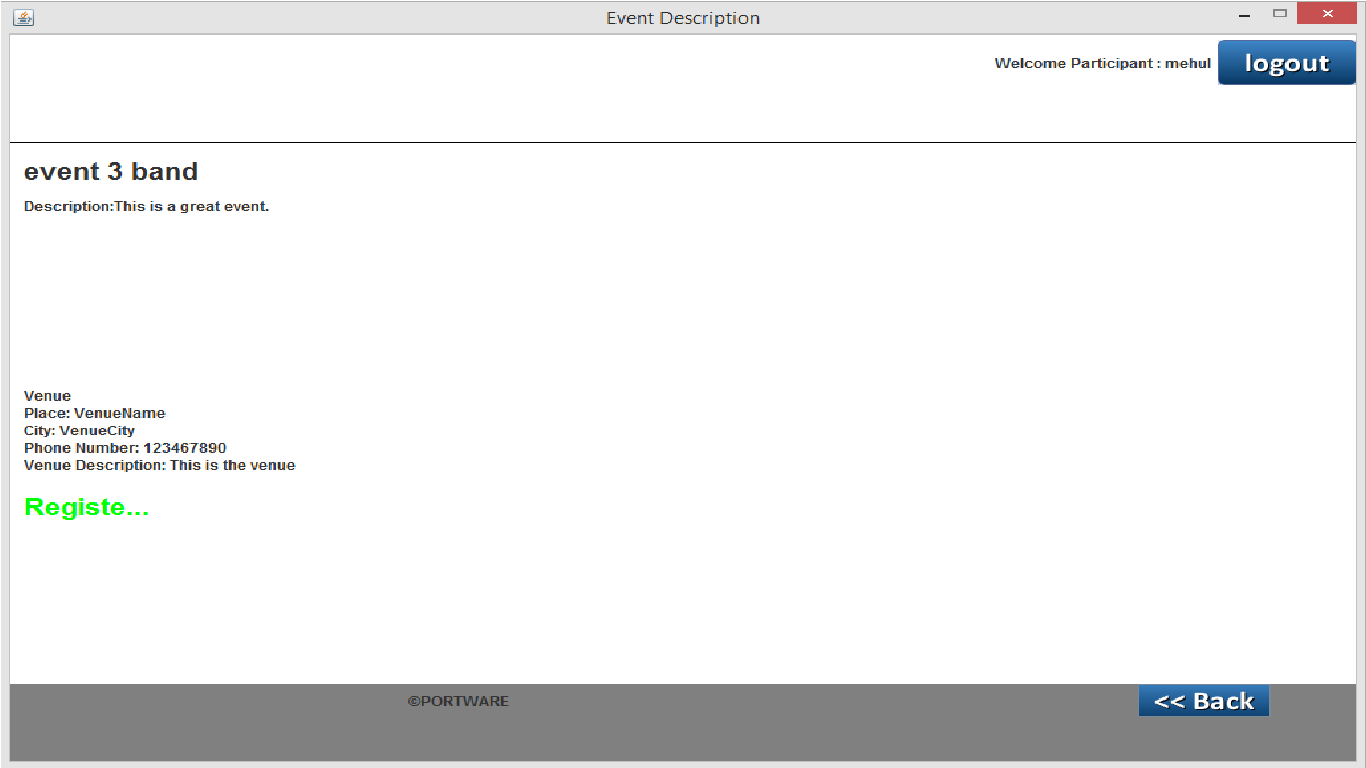 Event Description
Welcome Participant : mehul
logout
event 3 band
Description:This is a great event.
Venue
Place: VenueName
City: VenueCity
Phone Number: 123467890
Venue Description: This is the venue
Registe...
©PORTWARE
<< Back